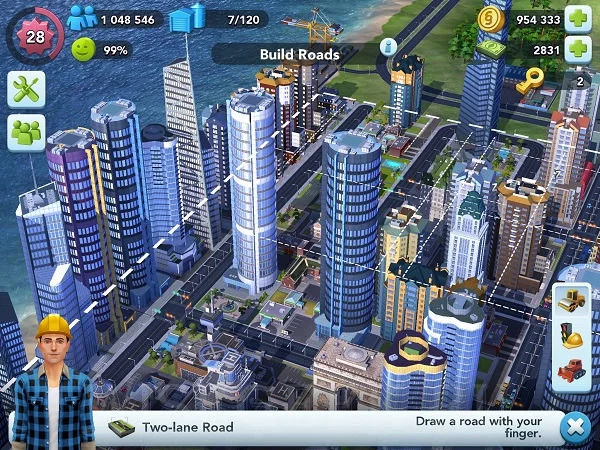 28
1 048 546
7/120
954 333
99%
2831
Build Roads
2
Two-lane Road
Draw a road with your
finger.